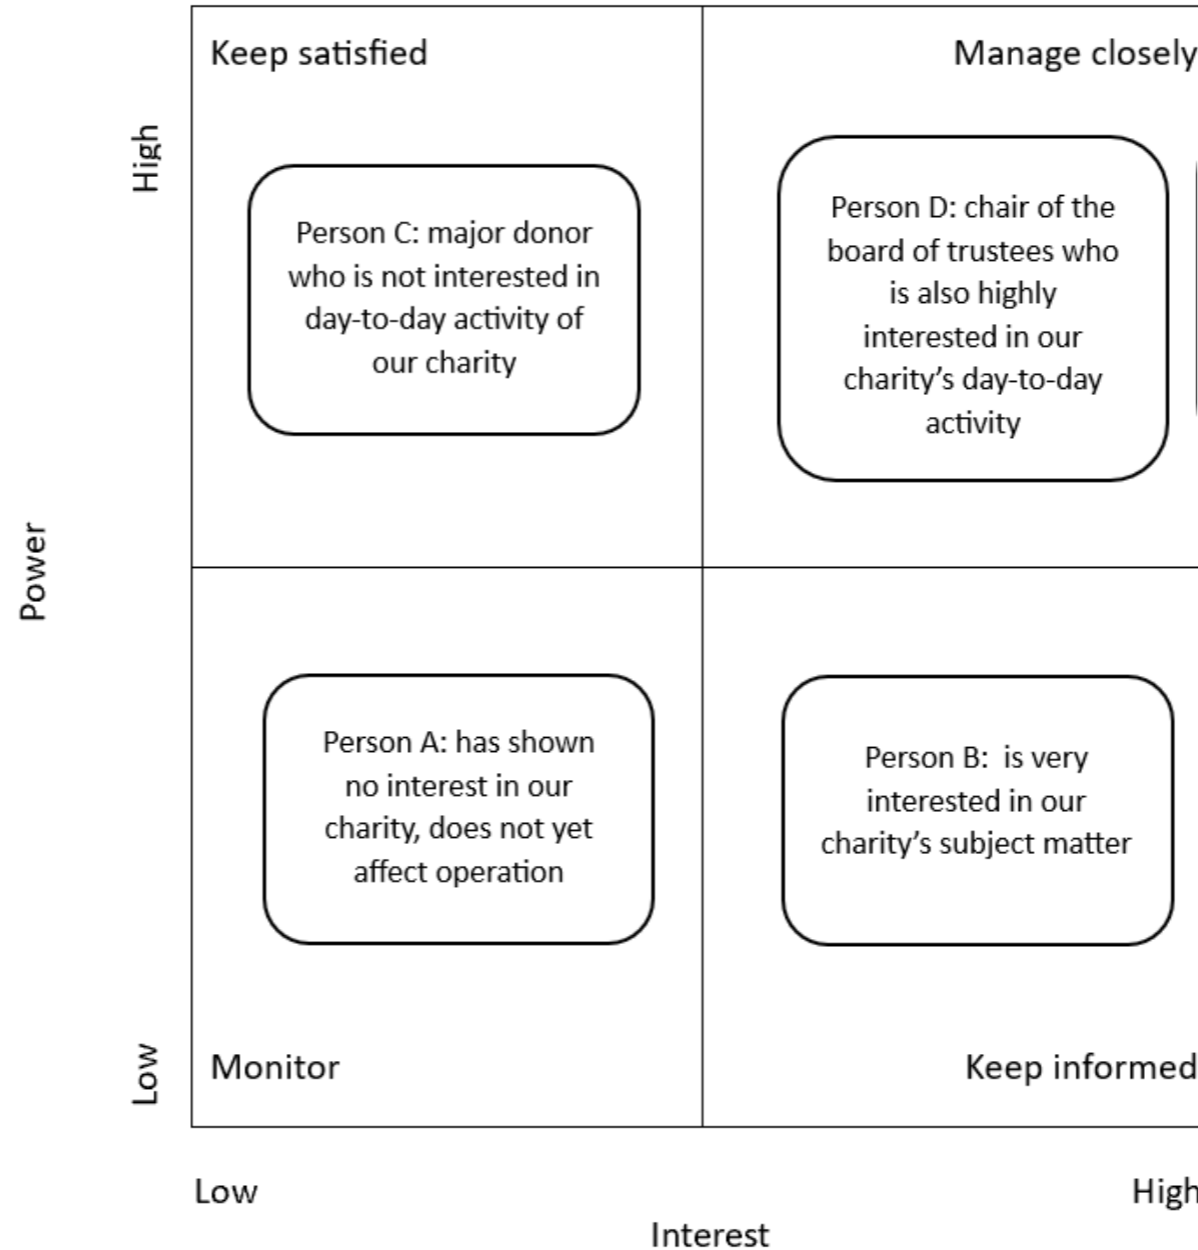 Keep satisfied
Manage closely
High
Person C: major donor
who is not interested in
day-to-day activity of
our charity
Person D: chair of the
board of trustees who
is also highly
interested in our
charity’s day-to-day
activity
Power
Person A: has shown
no interest in our
charity, does not yet
affect operation
Person B:  is very
interested in our
charity’s subject matter
Low
Monitor
Keep informed
Low
High
Interest